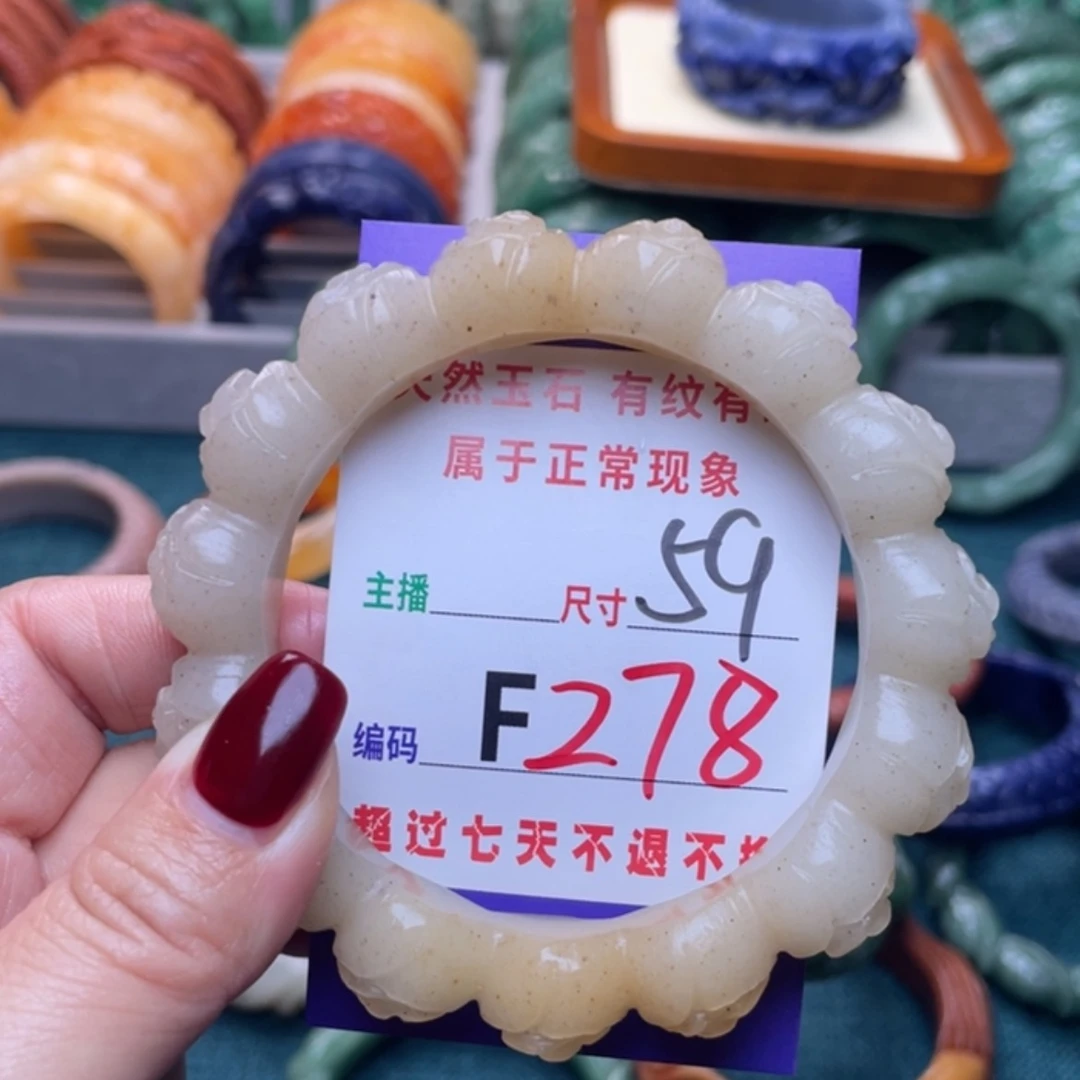 然玉石 有纹有
属于正常现象
主播 尺寸 59
编码 F278
超过七天不退不